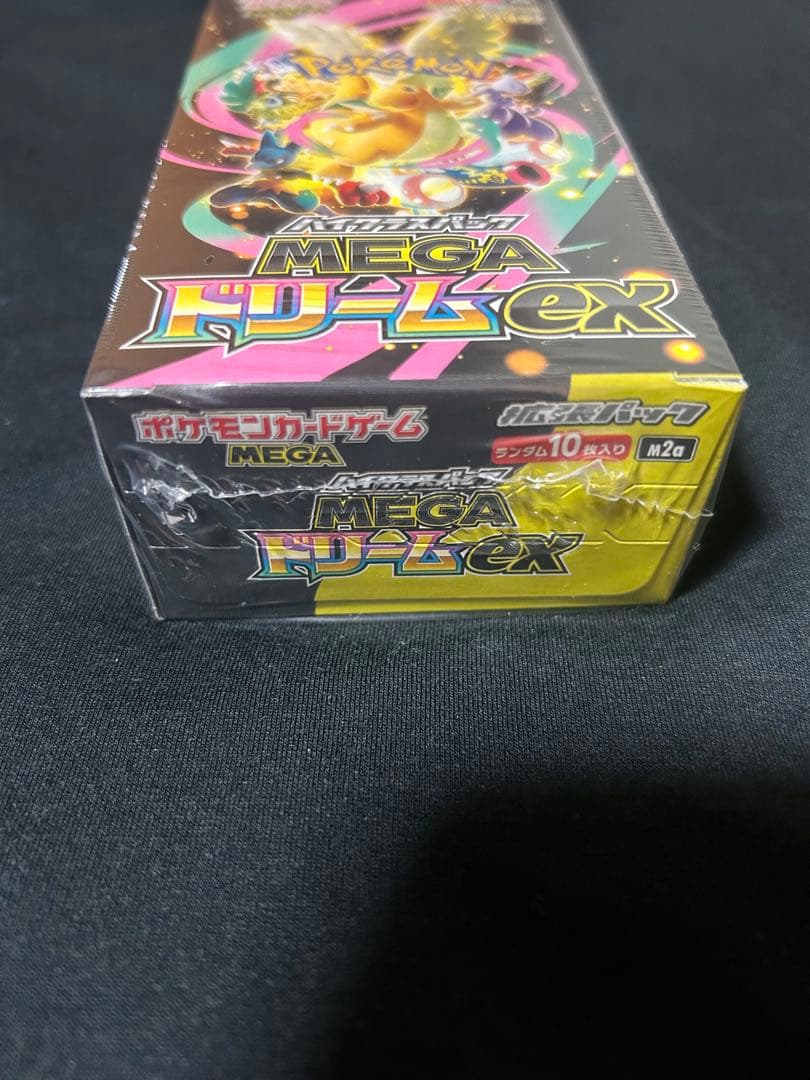 Pokémon
ハイクラスパック
MEGA
ドリームex
ポケモンカードゲーム
MEGA
拡張パック
ランダム10枚入り
M2a
ハイクラスパック
MEGA
ドリームex